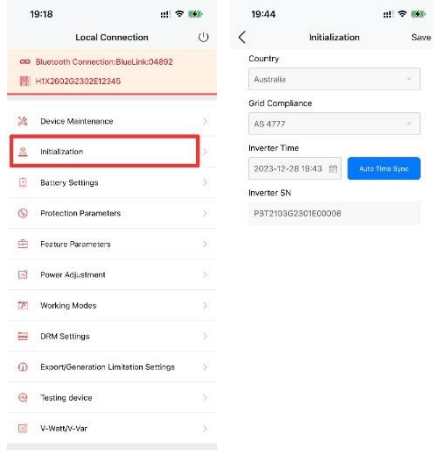 19:18
Local Connection
Bluetooth Connection:BlueLink:04892
H1X2602G2302E12345
Device Maintenance
Initialization
Battery Settings
Protection Parameters
Feature Parameters
Power Adjustment
Working Modes
DRM Settings
Export/Generation Limitation Settings
Testing device
V-Watt/V-Var
19:44
Initialization
Save
Country
Australia
Grid Compliance
AS 4777
Inverter Time
2023-12-28 19:43
Auto Time Sync
Inverter SN
PBT2103G2301E00008